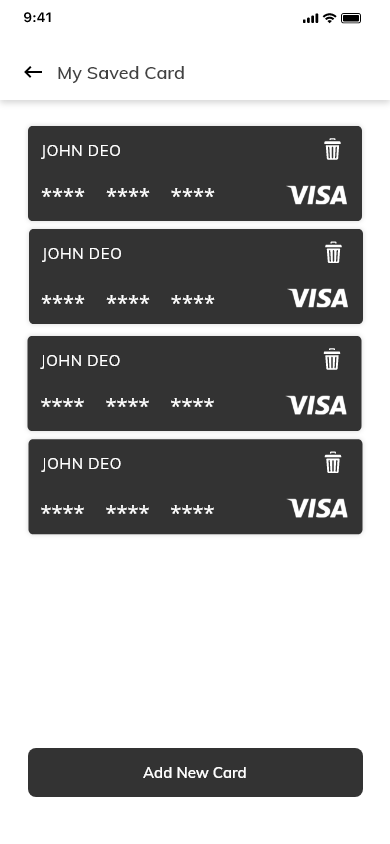 9:41
My Saved Card
JOHN DEO
**** **** ****
VISA
JOHN DEO
**** **** ****
VISA
JOHN DEO
**** **** ****
VISA
JOHN DEO
**** **** ****
VISA
Add New Card